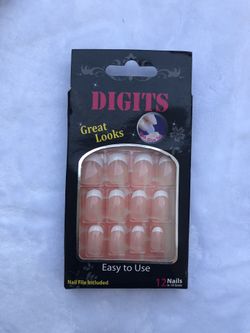 DIGITS
Great
Looks
Easy to Use
Nail File Included
12 Nails